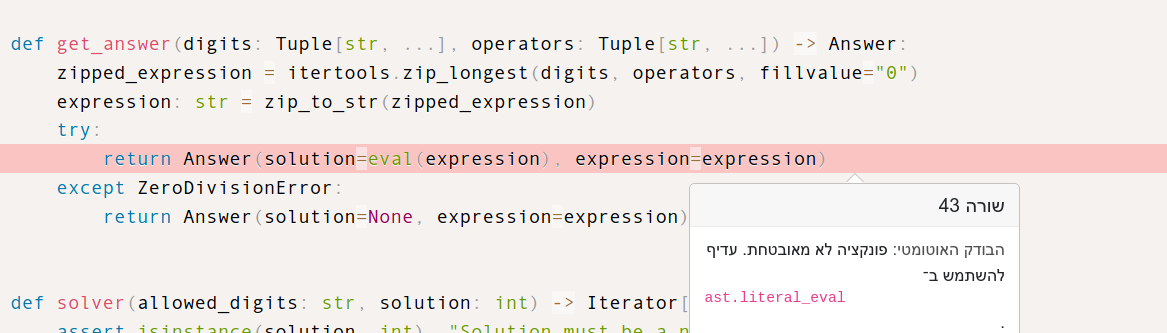 def get_answer(digits: Tuple[str, ...], operators: Tuple[str, ...]) -> Answer:
    zipped_expression = itertools.zip_longest(digits, operators, fillvalue="0")
    expression: str = zip_to_str(zipped_expression)
    try:
        return Answer(solution=eval(expression), expression=expression)
    except ZeroDivisionError:
        return Answer(solution=None, expression=expression)
שורה 43
הבודק האוטומטי: פונקציה לא מאובטחת. עדיף
להשתמש ב־
ast.literal_eval
.
def solver(allowed_digits: str, solution: int) -> Iterator[
    assert isinstance(solution, int), "Solution must be a n